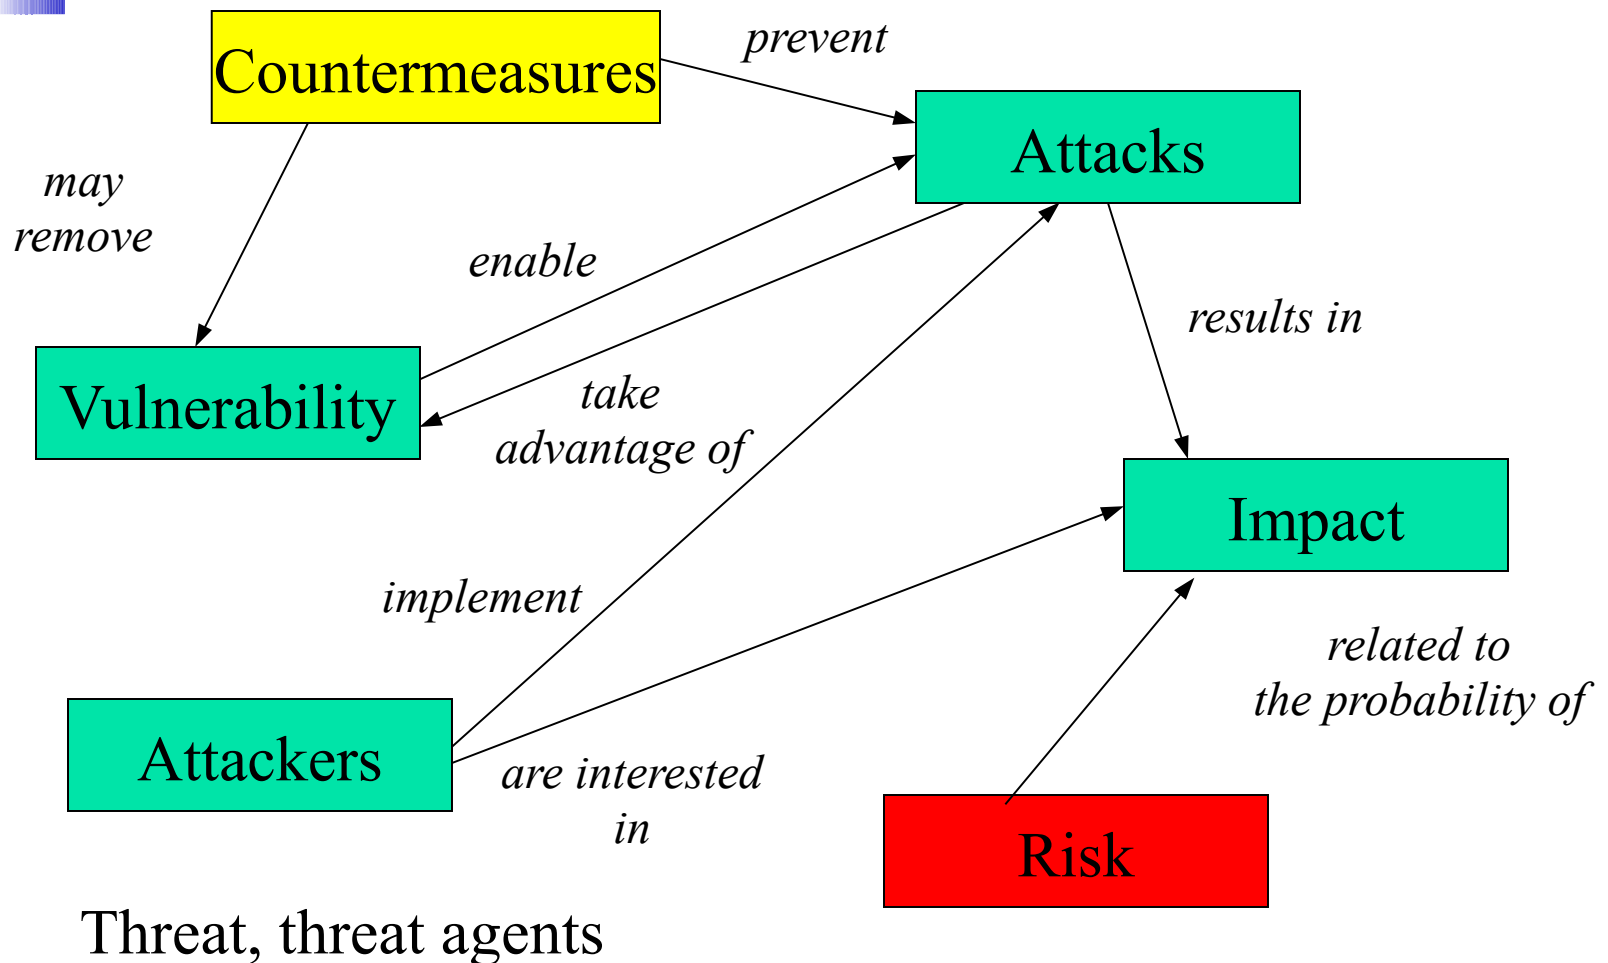 Countermeasures
prevent
Attacks
may
remove
enable
results in
Vulnerability
take
advantage of
Impact
implement
related to
the probability of
Attackers
are interested
in
Risk
Threat, threat agents